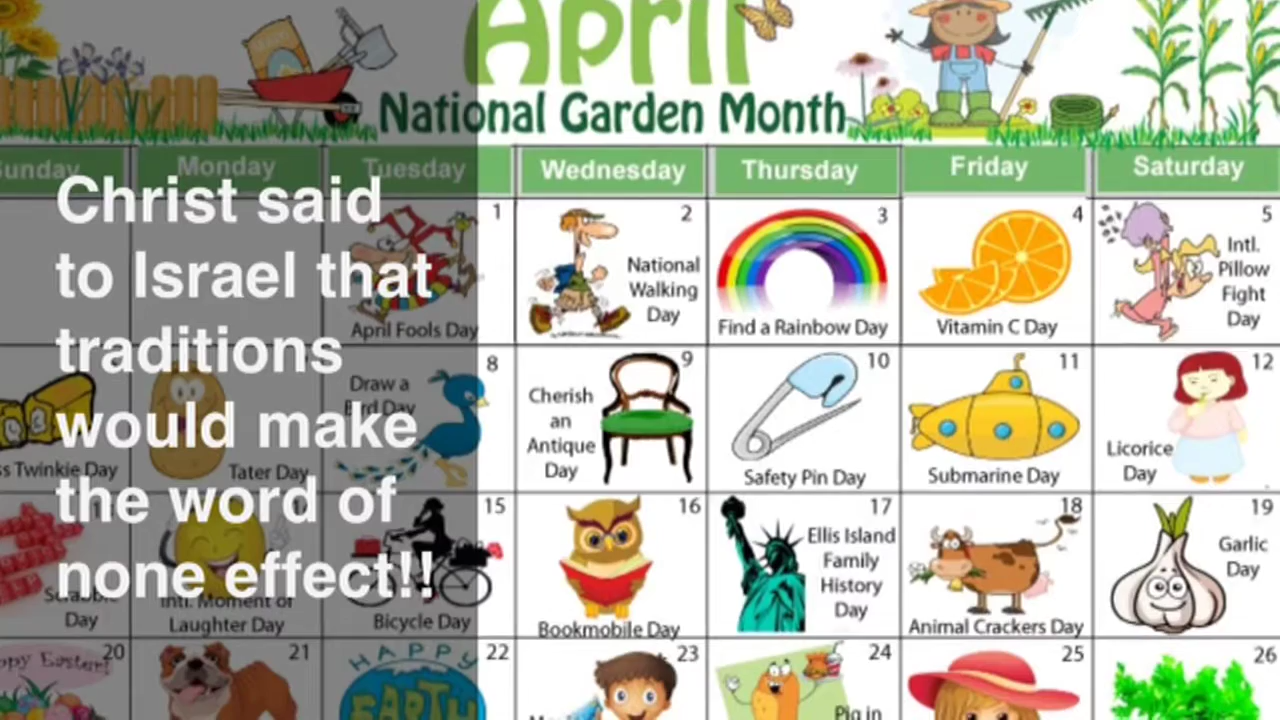 April
National Garden Month
Sunday Monday Tuesday Wednesday Thursday Friday Saturday
Christ said
to Israel that
traditions
would make
the word of
none effect!!
1
April Fools Day
2
National
Walking
Day
3
Find a Rainbow Day
4
Vitamin C Day
5
Intl.
Pillow
Fight
Day
Twinkie Day
Tater Day
8
Draw a
Bird Day
9
Cherish
an
Antique
Day
10
Safety Pin Day
11
Submarine Day
12
Licorice
Day
Scrabble
Day
Intl. Moment of
Laughter Day
15
Bicycle Day
16
Bookmobile Day
17
Ellis Island
Family
History
Day
18
Animal Crackers Day
19
Garlic
Day
20
Easter!
21
22
HAPPY
EARTH
23
24
Pig in
25
26